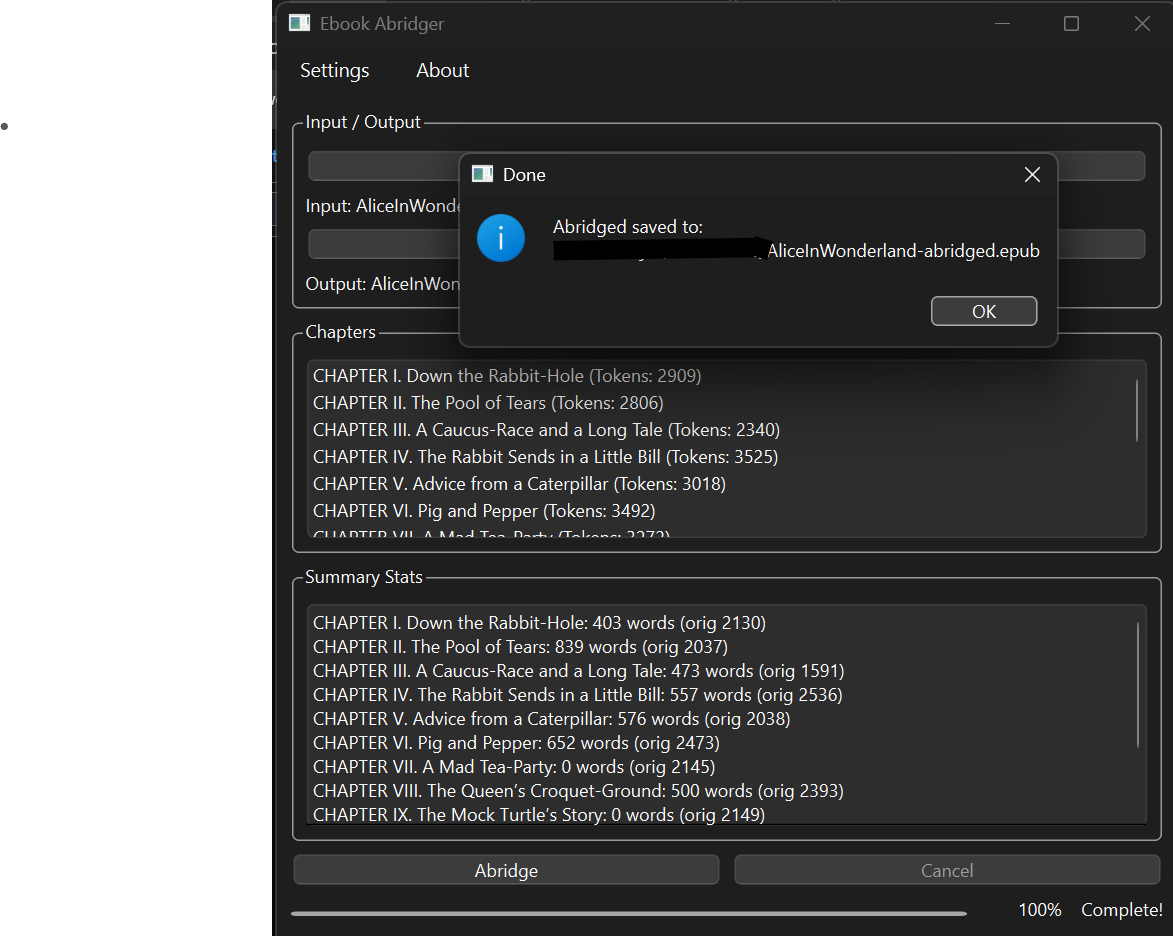 Ebook Abridger
Settings About
Input / Output
Done
Abridged saved to:
AliceInWonderland-abridged.epub
OK
Input: AliceInWonde
Output: AliceInWon
Chapters
CHAPTER I. Down the Rabbit-Hole (Tokens: 2909)
CHAPTER II. The Pool of Tears (Tokens: 2806)
CHAPTER III. A Caucus-Race and a Long Tale (Tokens: 2340)
CHAPTER IV. The Rabbit Sends in a Little Bill (Tokens: 3525)
CHAPTER V. Advice from a Caterpillar (Tokens: 3018)
CHAPTER VI. Pig and Pepper (Tokens: 3492)
CHAPTER VII. A Mad Tea-Party (Tokens: 3272)
Summary Stats
CHAPTER I. Down the Rabbit-Hole: 403 words (orig 2130)
CHAPTER II. The Pool of Tears: 839 words (orig 2037)
CHAPTER III. A Caucus-Race and a Long Tale: 473 words (orig 1591)
CHAPTER IV. The Rabbit Sends in a Little Bill: 557 words (orig 2536)
CHAPTER V. Advice from a Caterpillar: 576 words (orig 2038)
CHAPTER VI. Pig and Pepper: 652 words (orig 2473)
CHAPTER VII. A Mad Tea-Party: 0 words (orig 2145)
CHAPTER VIII. The Queen’s Croquet-Ground: 500 words (orig 2393)
CHAPTER IX. The Mock Turtle’s Story: 0 words (orig 2149)
Abridge Cancel
100% Complete!